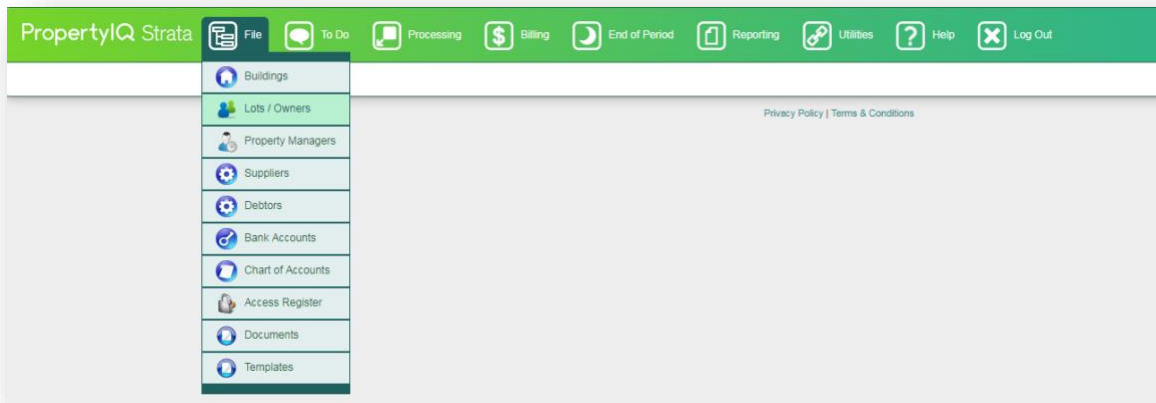 PropertyIQ Strata File To Do Processing Billing End of Period Reporting Utilities Help Log Out
Buildings
Lots / Owners
Privacy Policy | Terms & Conditions
Property Managers
Suppliers
Debtors
Bank Accounts
Chart of Accounts
Access Register
Documents
Templates